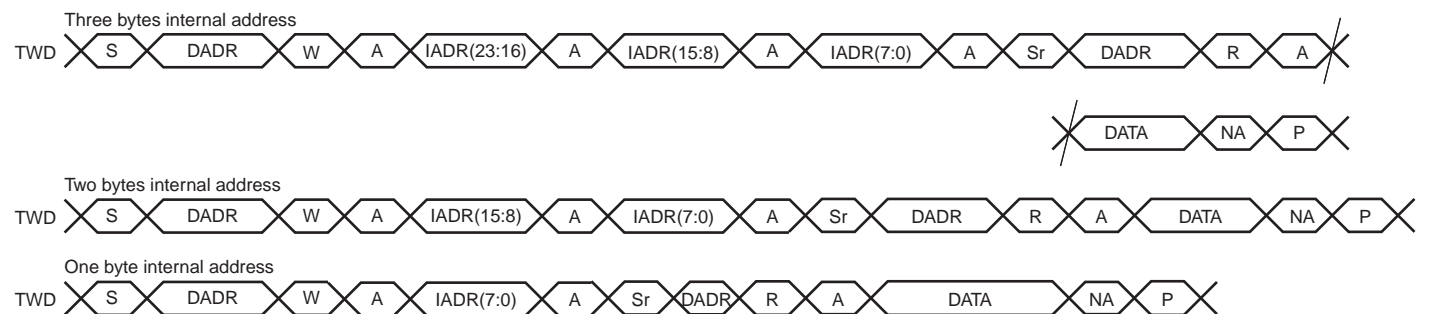 Three bytes internal address
TWD S DADR W A IADR(23:16) A IADR(15:8) A IADR(7:0) A Sr DADR R A
DATA NA P
Two bytes internal address
TWD S DADR W A IADR(15:8) A IADR(7:0) A Sr DADR R A DATA NA P
One byte internal address
TWD S DADR W A IADR(7:0) A Sr DADR R A DATA NA P